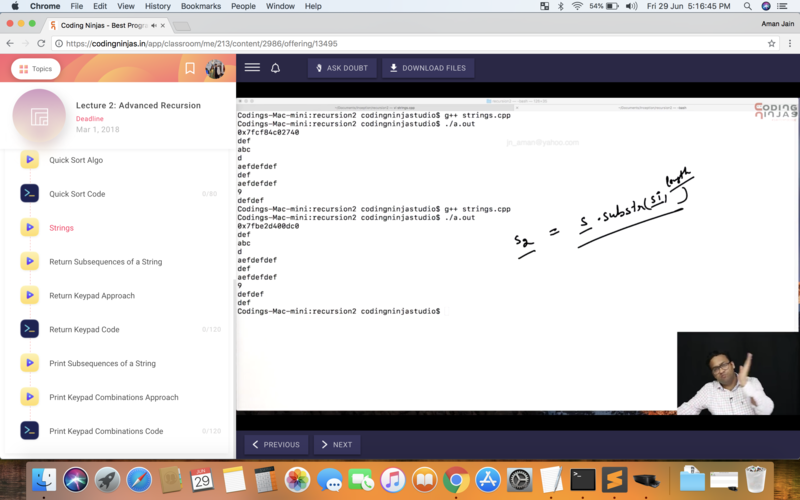 Chrome File Edit View History Bookmarks People Window Help
54% Fri 29 Jun 5:16:45 PM
Coding Ninjas - Best Progra
Aman Jain
https://codingninjas.in/app/classroom/me/213/content/2986/offering/13495
Topics
ASK DOUBT
DOWNLOAD FILES
Lecture 2: Advanced Recursion
Deadline
Mar 1, 2018
Quick Sort Algo
Quick Sort Code 0/80
Strings
Return Subsequences of a String
Return Keypad Approach
Return Keypad Code 0/120
Print Subsequences of a String
Print Keypad Combinations Approach
Print Keypad Combinations Code 0/120
CODING NINJAS
Codings-Mac-mini:recursion2 codingninjastudio$ g++ strings.cpp
Codings-Mac-mini:recursion2 codingninjastudio$ ./a.out
0x7fcf84c02740
def
abc
d
aefdefdef
def
aefdefdef
9
defdef
Codings-Mac-mini:recursion2 codingninjastudio$ g++ strings.cpp
Codings-Mac-mini:recursion2 codingninjastudio$ ./a.out
0x7fbe2d400dc0
def
abc
d
aefdefdef
def
aefdefdef
9
defdef
def
Codings-Mac-mini:recursion2 codingninjastudio$
jn_aman@yahoo.com
s2 = s.substr(si, length)
PREVIOUS
NEXT
JUN
29